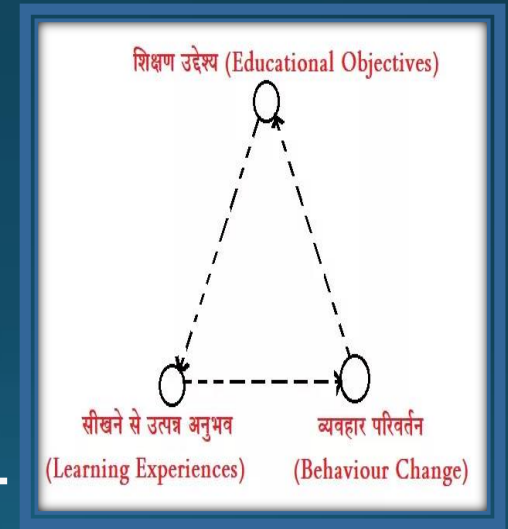 शिक्षण उद्देश्य (Educational Objectives)
सीखने से उत्पन्न अनुभव
(Learning Experiences)
व्यवहार परिवर्तन
(Behaviour Change)